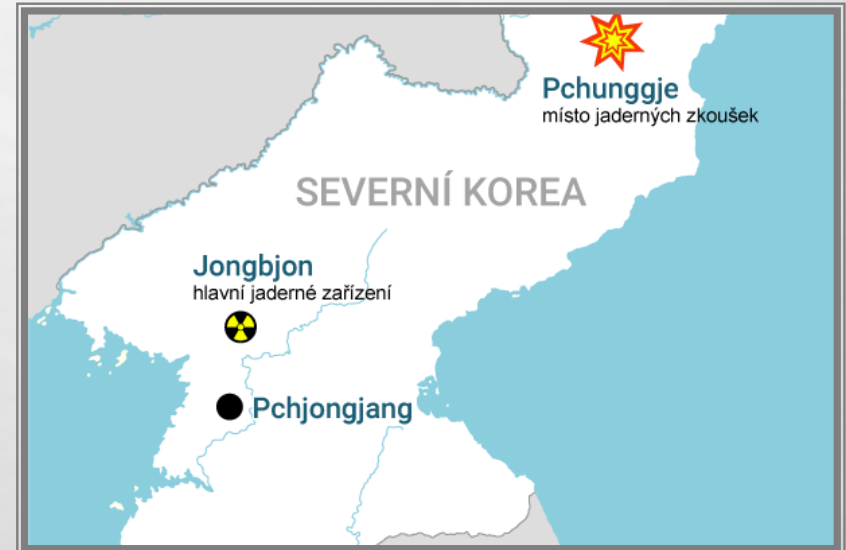 Pchunggje
místo jaderných zkoušek
SEVERNÍ KOREA
Jongbjon
hlavní jaderné zařízení
Pchjongjang